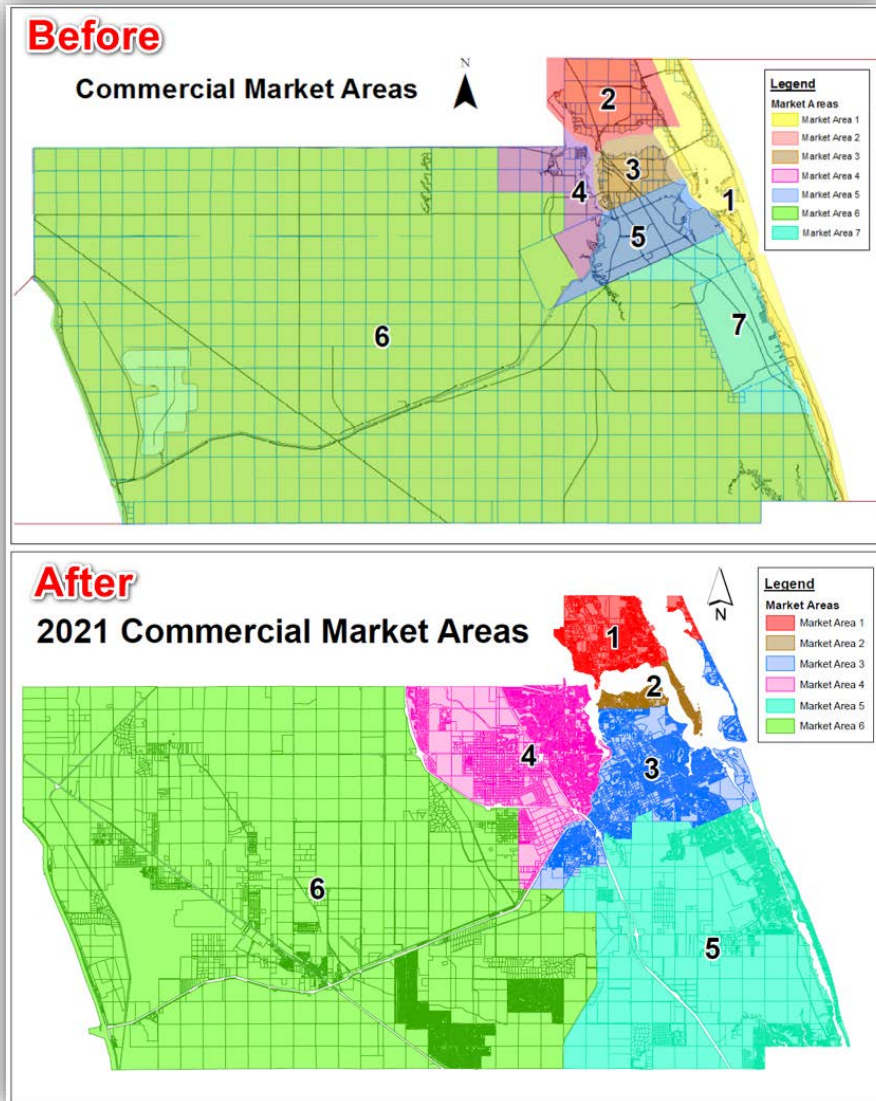 Before
Commercial Market Areas
N
Legend
Market Areas
Market Area 1
Market Area 2
Market Area 3
Market Area 4
Market Area 5
Market Area 6
Market Area 7
2
3
4
1
5
6
7
After
2021 Commercial Market Areas
N
Legend
Market Areas
Market Area 1
Market Area 2
Market Area 3
Market Area 4
Market Area 5
Market Area 6
1
2
4
3
6
5